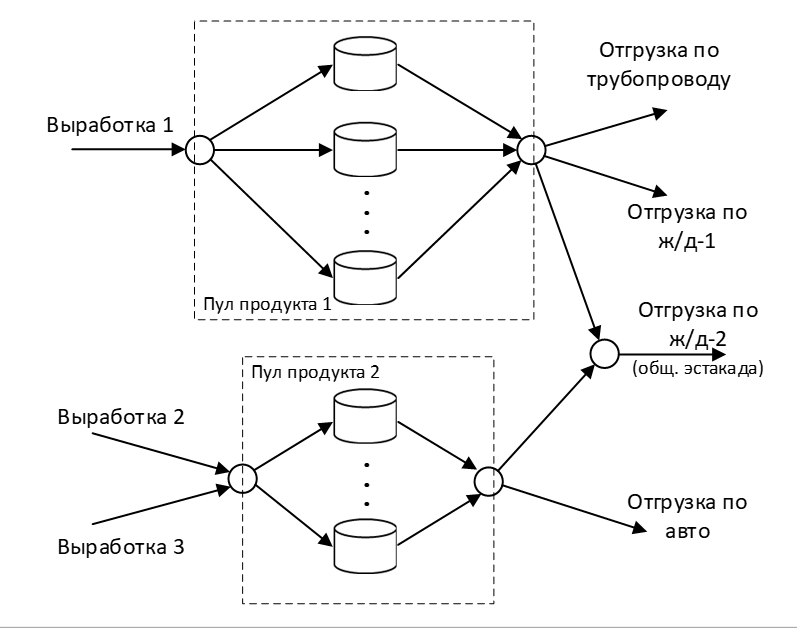 Отгрузка по
трубопроводу
Выработка 1
Отгрузка по
ж/д-1
Пул продукта 1
Отгрузка по
ж/д-2
(общ. эстакада)
Пул продукта 2
Выработка 2
Отгрузка по
авто
Выработка 3